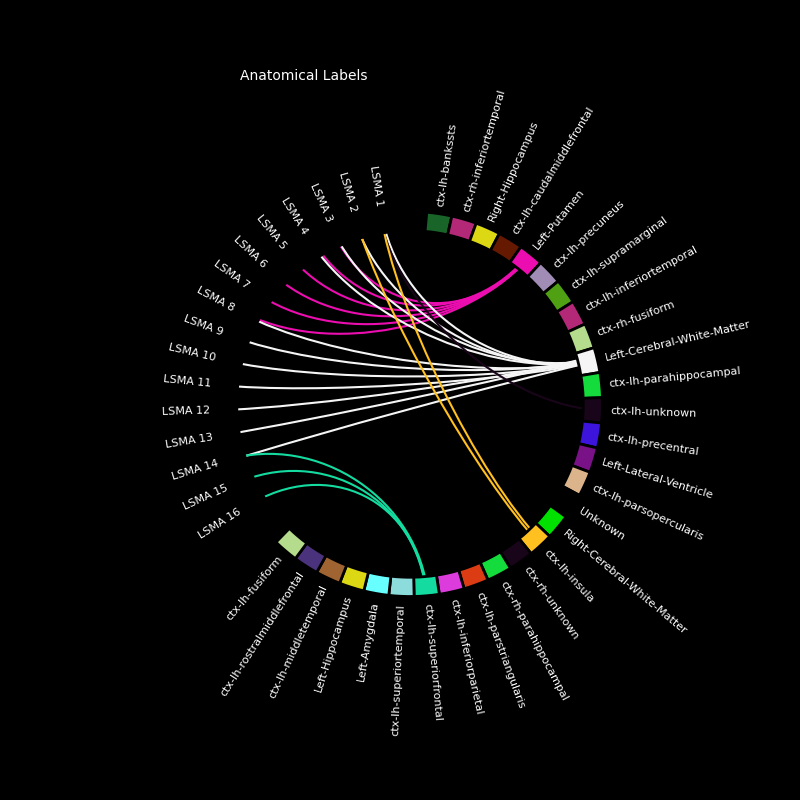 Anatomical Labels
LSMA 1
LSMA 2
LSMA 3
LSMA 4
LSMA 5
LSMA 6
LSMA 7
LSMA 8
LSMA 9
LSMA 10
LSMA 11
LSMA 12
LSMA 13
LSMA 14
LSMA 15
LSMA 16
ctx-lh-bankssts
ctx-rh-inferiortemporal
Right-Hippocampus
ctx-lh-caudalmiddlefrontal
Left-Putamen
ctx-lh-precuneus
ctx-lh-supramarginal
ctx-lh-inferiortemporal
ctx-rh-fusiform
Left-Cerebral-White-Matter
ctx-lh-parahippocampal
ctx-lh-unknown
ctx-lh-precentral
Left-Lateral-Ventricle
ctx-lh-parsopercularis
Unknown
Right-Cerebral-White-Matter
ctx-lh-insula
ctx-rh-unknown
ctx-rh-parahippocampal
ctx-lh-parstriangularis
ctx-lh-inferiorparietal
ctx-lh-superiorfrontal
ctx-lh-superiortemporal
Left-Amygdala
Left-Hippocampus
ctx-lh-middletemporal
ctx-lh-rostralmiddlefrontal
ctx-lh-fusiform